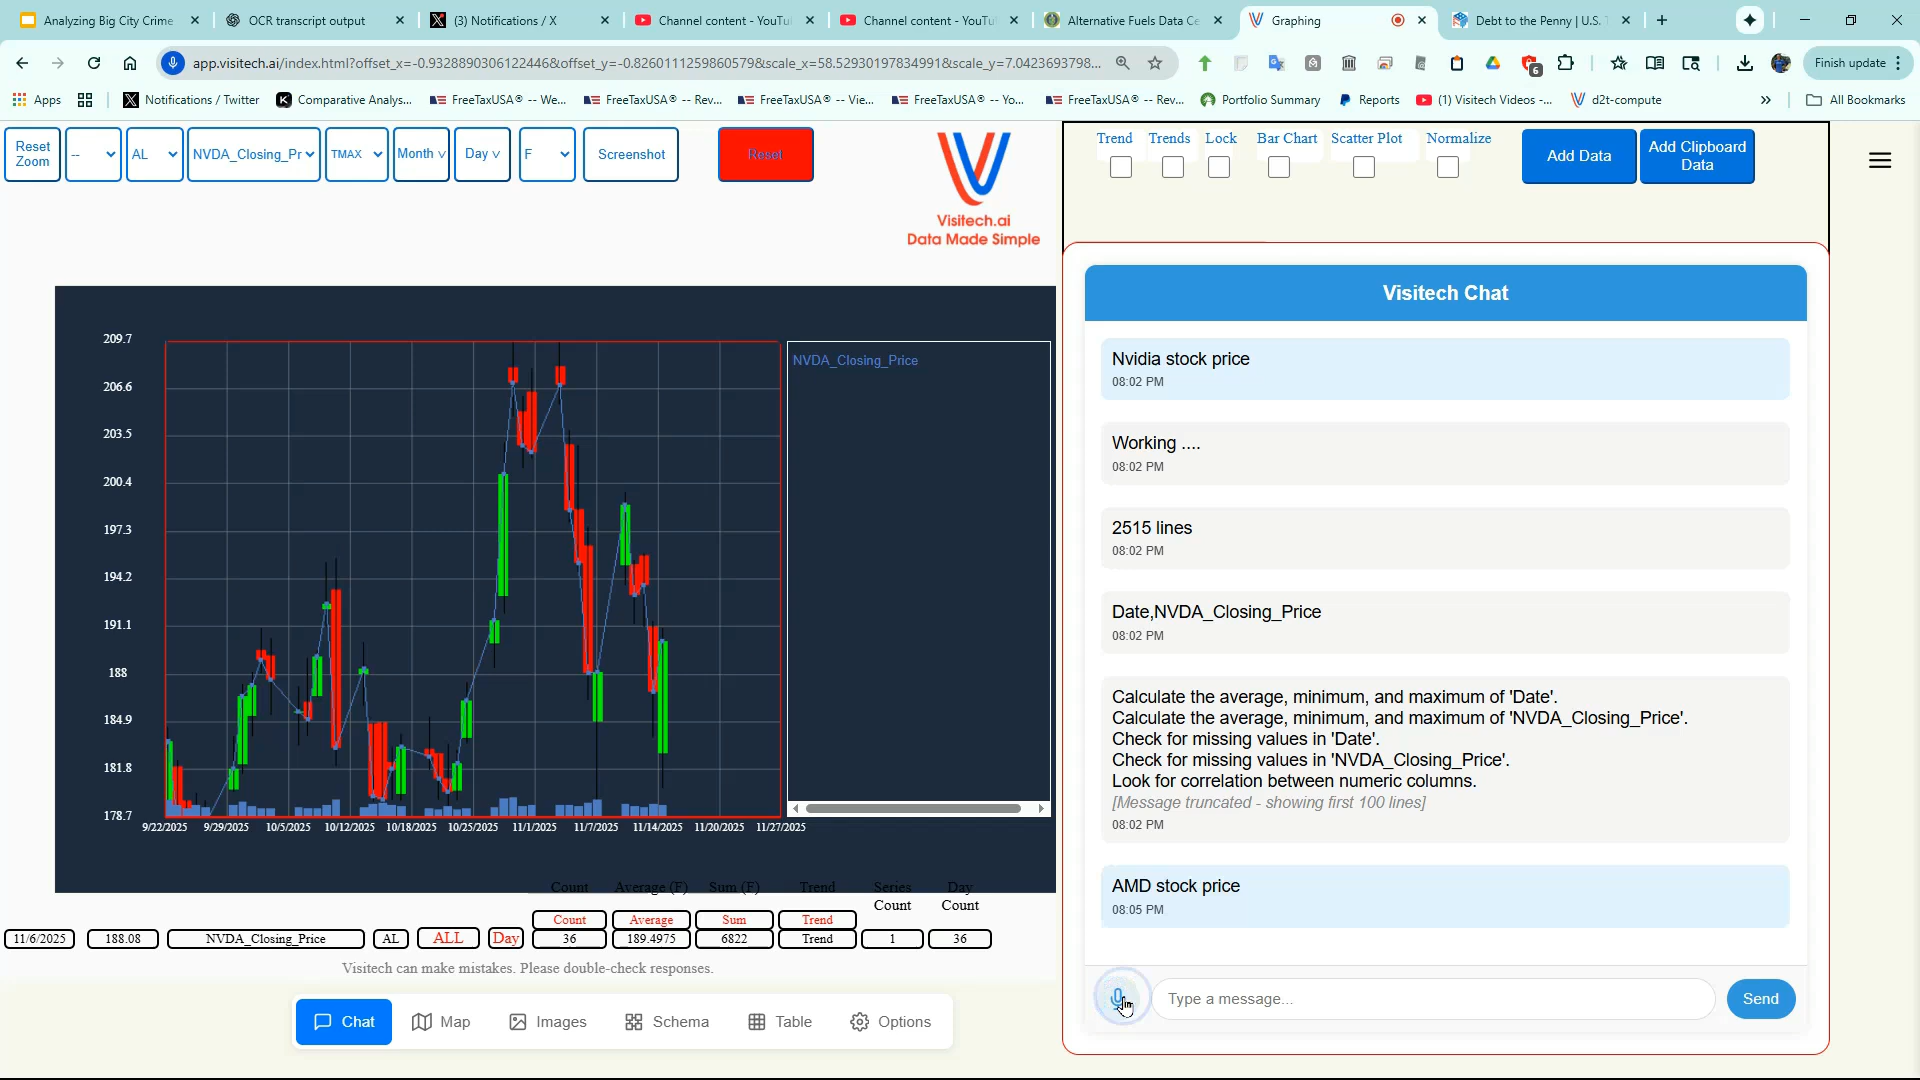 Analyzing Big City Crime
OCR transcript output
(3) Notifications / X
Channel content - YouTu
Channel content - YouTu
Alternative Fuels Data Ce
Graphing
Debt to the Penny | U.S. T
app.visitech.ai/index.html?offset_x=-0.9328890306122446&offset_y=-0.8260111259860579&scale_x=58.52930197834991&scale_y=7.0423693798...
6
Finish update
Apps
Notifications / Twitter
Comparative Analys...
FreeTaxUSA® -- We...
FreeTaxUSA® -- Rev...
FreeTaxUSA® -- Vie...
FreeTaxUSA® -- Yo...
FreeTaxUSA® -- Rev...
Portfolio Summary
Reports
(1) Visitech Videos -...
d2t-compute
»
All Bookmarks
Reset
Zoom
--
AL
NVDA_Closing_Pr
TMAX
Month v
Day v
F
Screenshot
Reset
Visitech.ai
Data Made Simple
Trend
Trends
Lock
Bar Chart
Scatter Plot
Normalize
Add Data
Add Clipboard
Data
209.7
206.6
203.5
200.4
197.3
194.2
191.1
188
184.9
181.8
178.7
9/22/2025
9/29/2025
10/5/2025
10/12/2025
10/18/2025
10/25/2025
11/1/2025
11/7/2025
11/14/2025
11/20/2025
11/27/2025
NVDA_Closing_Price
Count
Average (F)
Sum (F)
Trend
Series
Count
Day
Count
Count
Average
Sum
Trend
11/6/2025
188.08
NVDA_Closing_Price
AL
ALL
Day
36
189.4975
6822
Trend
1
36
Visitech can make mistakes. Please double-check responses.
Chat
Map
Images
Schema
Table
Options
Visitech Chat
Nvidia stock price
08:02 PM
Working ....
08:02 PM
2515 lines
08:02 PM
Date,NVDA_Closing_Price
08:02 PM
Calculate the average, minimum, and maximum of 'Date'.
Calculate the average, minimum, and maximum of 'NVDA_Closing_Price'.
Check for missing values in 'Date'.
Check for missing values in 'NVDA_Closing_Price'.
Look for correlation between numeric columns.
[Message truncated - showing first 100 lines]
08:02 PM
AMD stock price
08:05 PM
Type a message...
Send